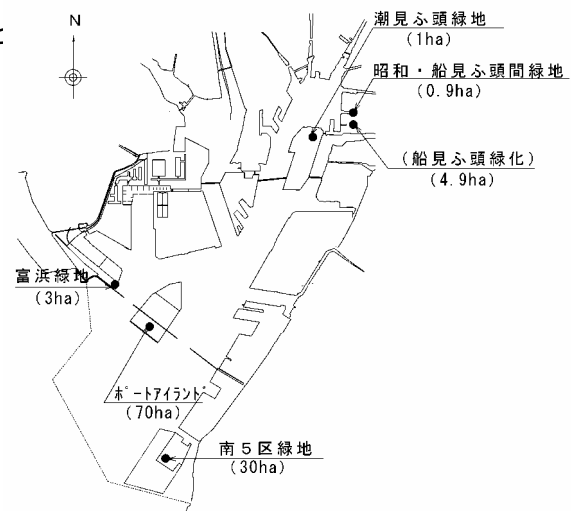 N
潮見ふ頭緑地
(1ha)
昭和・船見ふ頭間緑地
(0.9ha)
(船見ふ頭緑化)
(4.9ha)
富浜緑地
(3ha)
ﾎﾟｰﾄｱｲﾗﾝﾄﾞ
(70ha)
南5区緑地
(30ha)